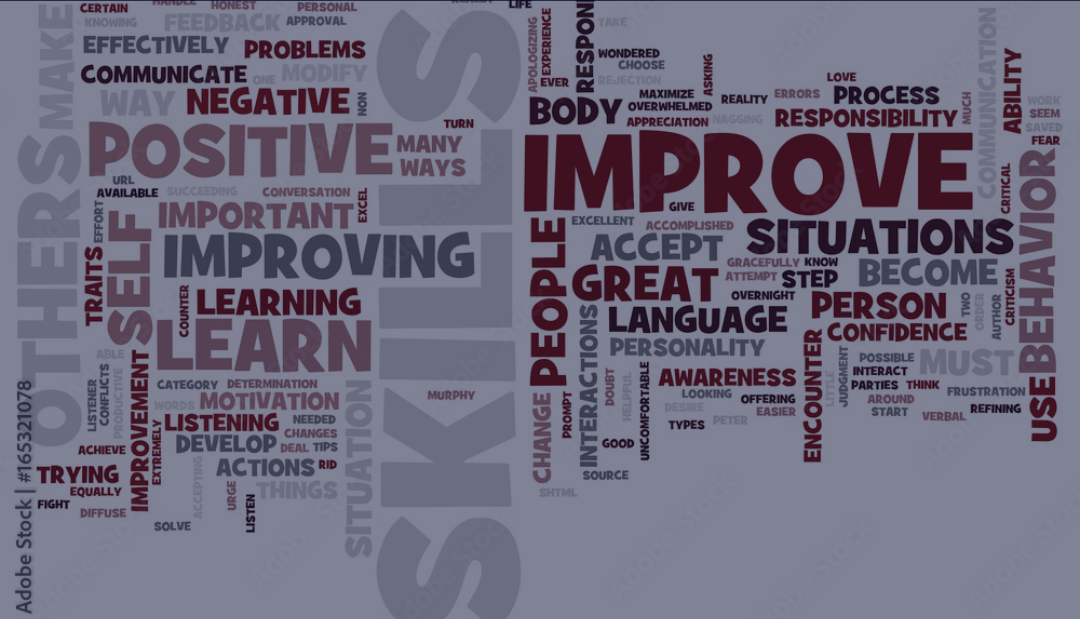 CERTAIN
HANDLE
HONEST
PERSONAL
KNOWING
FEEDBACK
APPROVAL
EFFECTIVELY
PROBLEMS
COMMUNICATE
ONE
MODIFY
WAY
NEGATIVE
NON
OTHERS
MAKE
POSITIVE
TURN
MANY
WAYS
URL
AVAILABLE
SUCCEEDING
CONVERSATION
EXCEL
EFFORT
SELF
IMPORTANT
IMPROVING
TRAITS
COUNTER
LEARNING
LEARN
ABLE
CATEGORY
DETERMINATION
MURPHY
LISTENER
CONFLICTS
PRODUCTIVE
IMPROVEMENT
WORDS
MOTIVATION
LISTENING
NEEDED
EXTREMELY
DEVELOP
CHANGES
DEAL
TIPS
ACHIEVE
TRYING
ACTIONS
RID
EQUALLY
ACCEPTING
URGE
THINGS
FIGHT
DIFFUSE
SOLVE
LISTEN
SITUATION
SKILLS
LIFE
APOLOGIZING
EXPERIENCE
RESPON
TAKE
WONDERED
CHOOSE
EVER
REJECTION
ASKING
LOVE
MAXIMIZE
REALITY
ERRORS
PROCESS
BODY
OVERWHELMED
APPRECIATION
NAGGING
RESPONSIBILITY
MUCH
COMMUNICATION
ABILITY
WORK
SEEM
SAVED
FEAR
IMPROVE
GIVE
CRITICAL
BEHAVIOR
EXCELLENT
ACCOMPLISHED
SITUATIONS
PEOPLE
ACCEPT
GRACEFULLY
KNOW
GREAT
ATTEMPT
STEP
BECOME
OVERNIGHT
PERSON
TWO
ORDER
AUTHOR
CRITICISM
LANGUAGE
CONFIDENCE
INTERACTIONS
PERSONALITY
ENCOUNTER
LITTLE
JUDGMENT
POSSIBLE
MUST
INTERACT
AWARENESS
PARTIES
THINK
DOUBT
HELPFUL
UNCOMFORTABLE
LOOKING
OFFERING
AROUND
FRUSTRATION
CHANGE
PROMPT
DESIRE
EASIER
START
VERBAL
REFINING
USE
TYPES
PETER
GOOD
SOURCE
SHTML
Adobe Stock | #165321078